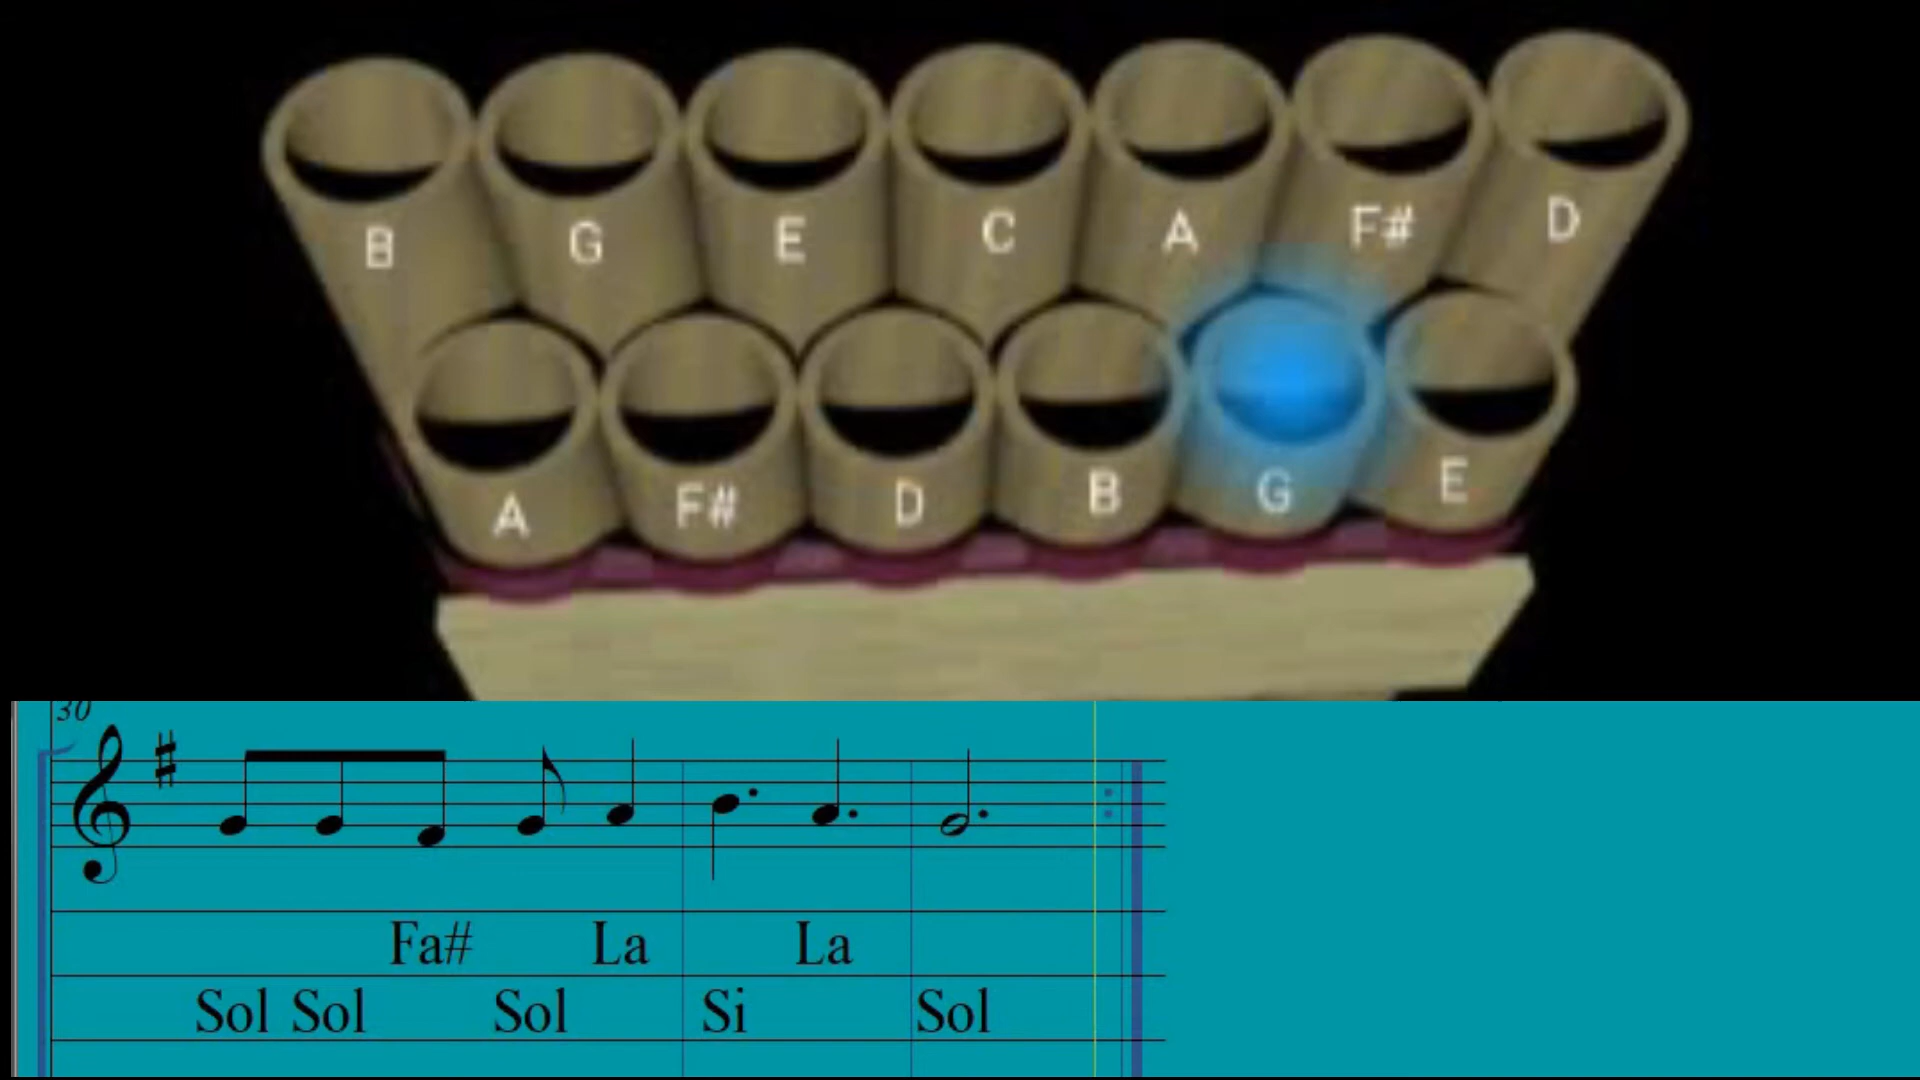 B G E C A F# D
A F# D B G E
30
Fa# La La
Sol Sol Sol Si Sol